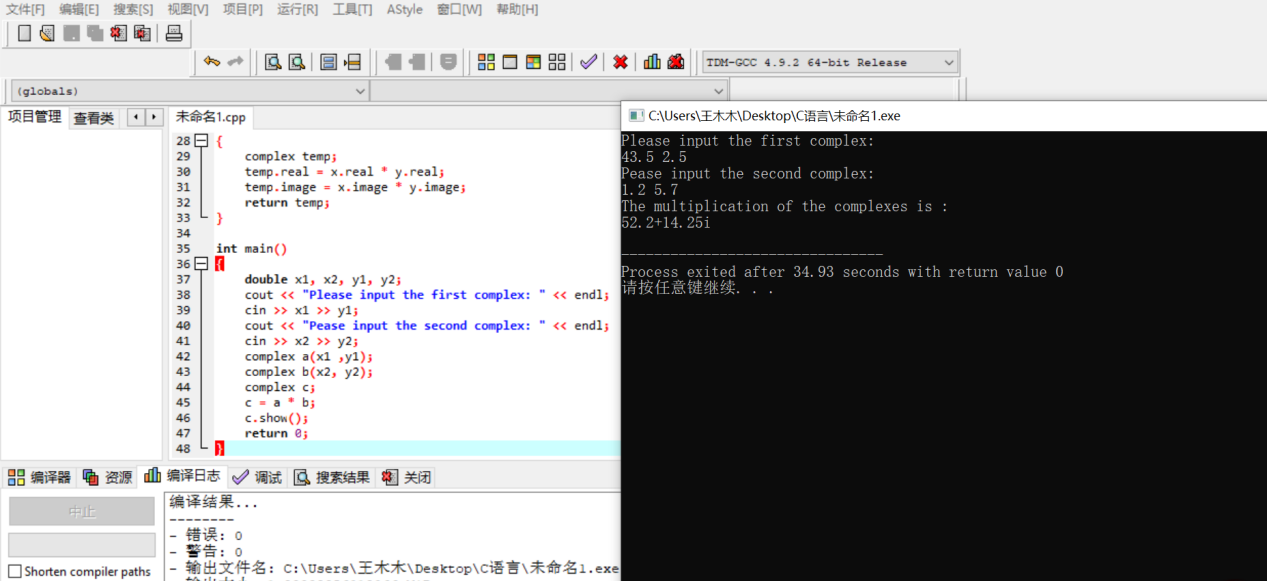 文件[F] 编辑[E] 搜索[S] 视图[V] 项目[P] 运行[R] 工具[T] AStyle 窗口[W] 帮助[H]
TDM-GCC 4.9.2 64-bit Release
(globals)
项目管理 查看类
未命名1.cpp
28 {
29 complex temp;
30 temp.real = x.real * y.real;
31 temp.image = x.image * y.image;
32 return temp;
33 }
34
35 int main()
36 {
37 double x1, x2, y1, y2;
38 cout << "Please input the first complex: " << endl;
39 cin >> x1 >> y1;
40 cout << "Pease input the second complex: " << endl;
41 cin >> x2 >> y2;
42 complex a(x1 ,y1);
43 complex b(x2, y2);
44 complex c;
45 c = a * b;
46 c.show();
47 return 0;
48 }
C:\Users\王木木\Desktop\C语言\未命名1.exe
Please input the first complex:
43.5 2.5
Pease input the second complex:
1.2 5.7
The multiplication of the complexes is :
52.2+14.25i
--------------------------------
Process exited after 34.93 seconds with return value 0
请按任意键继续. . .
编译器 资源 编译日志 调试 搜索结果 关闭
中止
Shorten compiler paths
编译结果...
--------
- 错误: 0
- 警告: 0
- 输出文件名: C:\Users\王木木\Desktop\C语言\未命名1.exe